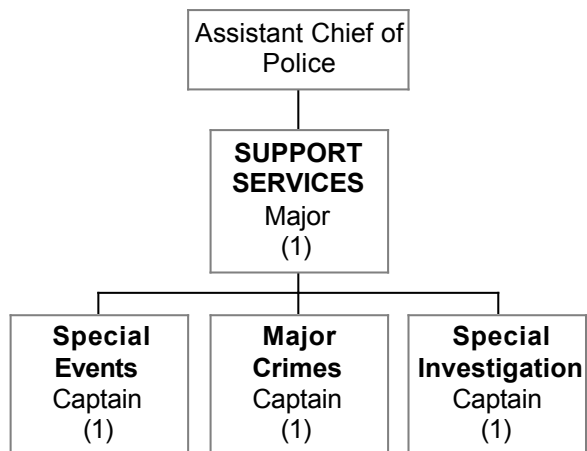 Assistant Chief of
Police
SUPPORT
SERVICES
Major
(1)
Special
Events
Captain
(1)
Major
Crimes
Captain
(1)
Special
Investigation
Captain
(1)